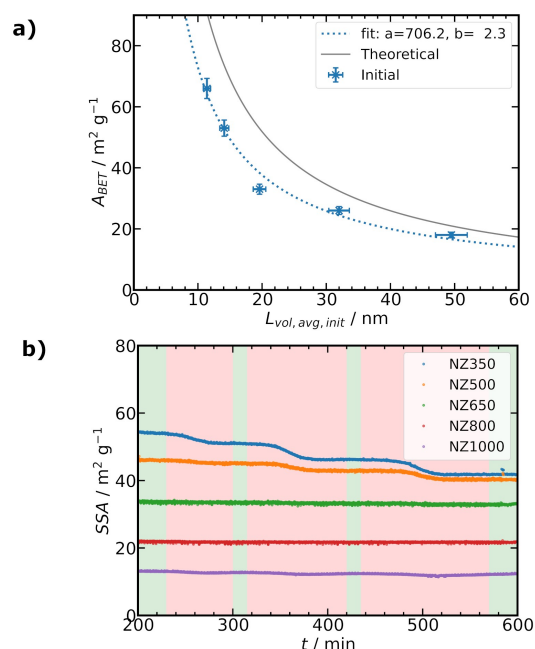 a)
fit: a=706.2, b= 2.3
Theoretical
Initial
80
60
40
20
0
A_BET / m² g⁻¹
0 10 20 30 40 50 60
L_vol,avg,init / nm
b)
NZ350
NZ500
NZ650
NZ800
NZ1000
80
60
40
20
0
SSA / m² g⁻¹
200 300 400 500 600
t / min